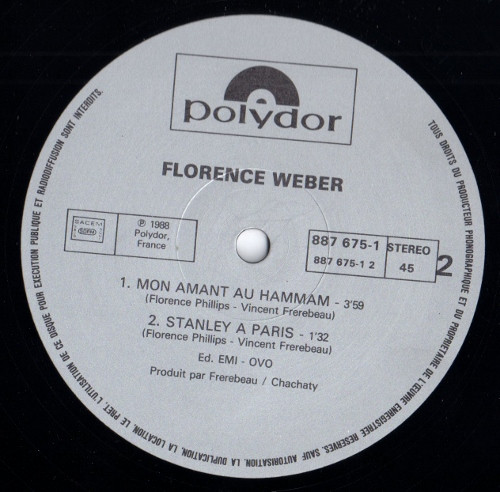 polydor
FLORENCE WEBER
SACEM
℗ 1988
Polydor,
France
887 675-1
887 675-1 2
STEREO
45
2
1. MON AMANT AU HAMMAM - 3'59
(Florence Phillips - Vincent Frerebeau)
2. STANLEY A PARIS - 1'32
(Florence Phillips - Vincent Frerebeau)
Ed. EMI - OVO
Produit par Frerebeau / Chachaty
TOUS DROITS DU PRODUCTEUR PHONOGRAPHIQUE ET DU PROPRIETAIRE DE L'ŒUVRE ENREGISTREE RESERVES. SAUF AUTORISATION, LA DUPLICATION, LA LOCATION, LE PRET, L'UTILISATION DE CE DISQUE POUR EXECUTION PUBLIQUE ET RADIODIFFUSION SONT INTERDITS.